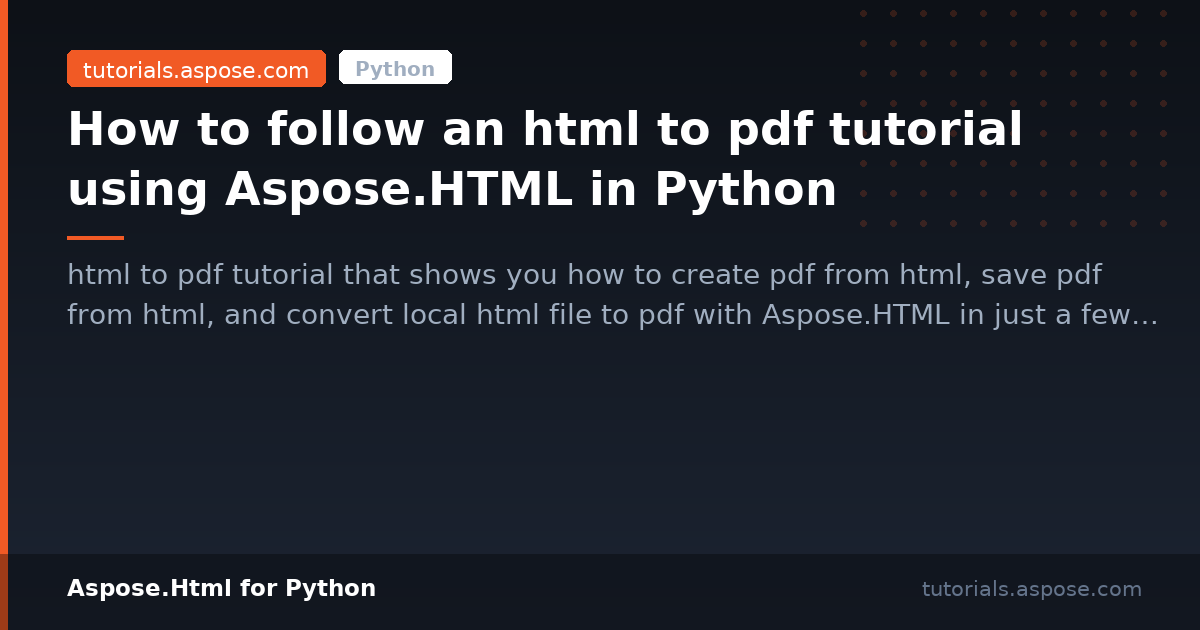 tutorials.aspose.com
Python
How to follow an html to pdf tutorial
using Aspose.HTML in Python
html to pdf tutorial that shows you how to create pdf from html, save pdf
from html, and convert local html file to pdf with Aspose.HTML in just a few...
Aspose.Html for Python
tutorials.aspose.com